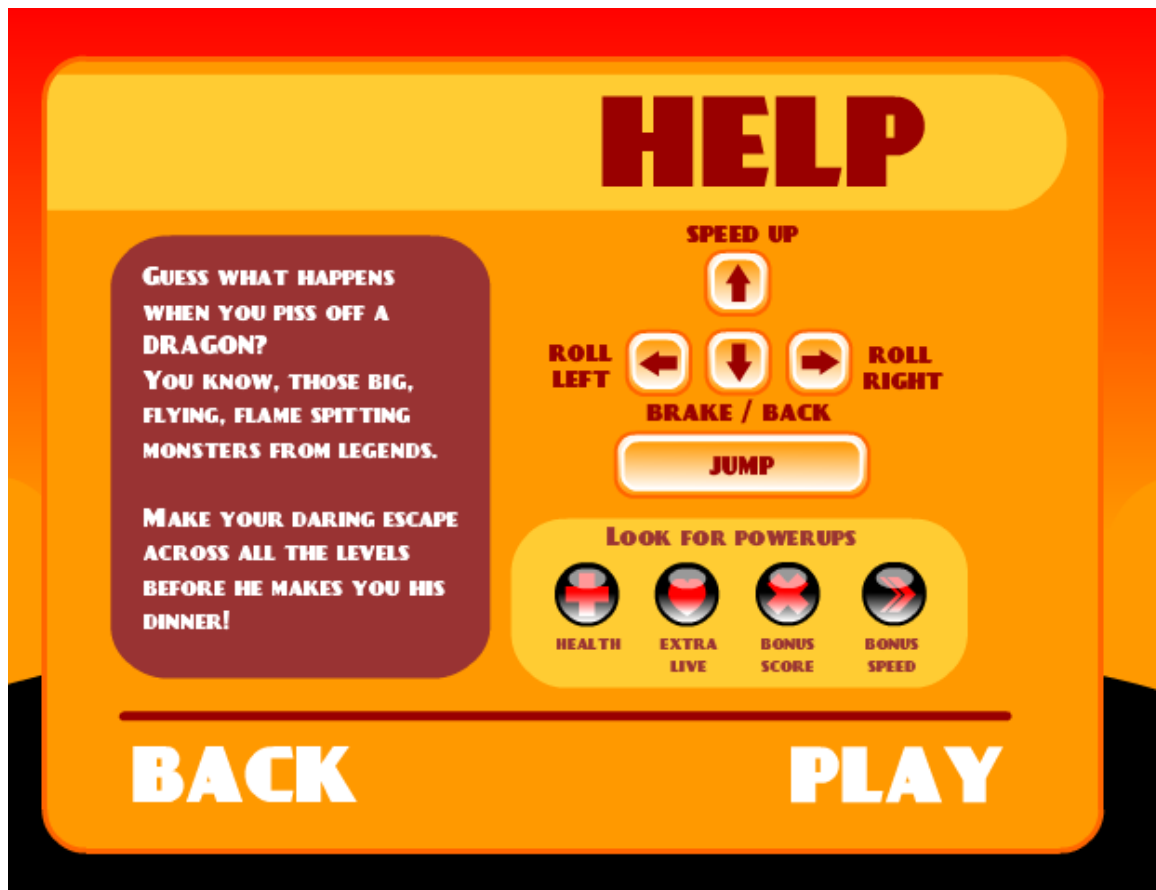 HELP
GUESS WHAT HAPPENS
WHEN YOU PISS OFF A
DRAGON?
YOU KNOW, THOSE BIG,
FLYING, FLAME SPITTING
MONSTERS FROM LEGENDS.
MAKE YOUR DARING ESCAPE
ACROSS ALL THE LEVELS
BEFORE HE MAKES YOU HIS
DINNER!
SPEED UP
ROLL
LEFT
ROLL
RIGHT
BRAKE / BACK
JUMP
LOOK FOR POWERUPS
HEALTH
EXTRA
LIVE
BONUS
SCORE
BONUS
SPEED
BACK
PLAY